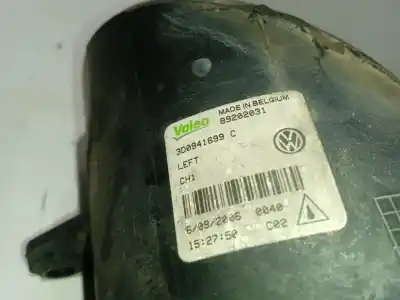 Valeo
MADE IN BELGIUM
89202031
3D0941699 C
LEFT
CH1
6/09/2006 0040
15:27:50 C02